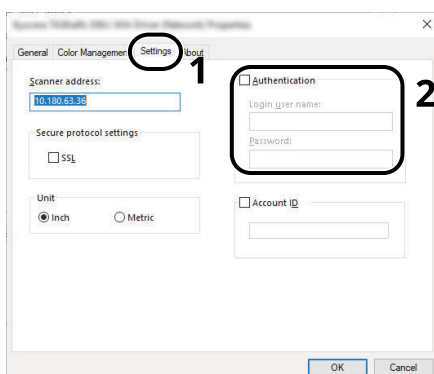 General Color Management Settings About
1
Scanner address:
10.180.63.36
Secure protocol settings
SSL
Unit
Inch Metric
2
Authentication
Login user name:
Password:
Account ID
OK Cancel